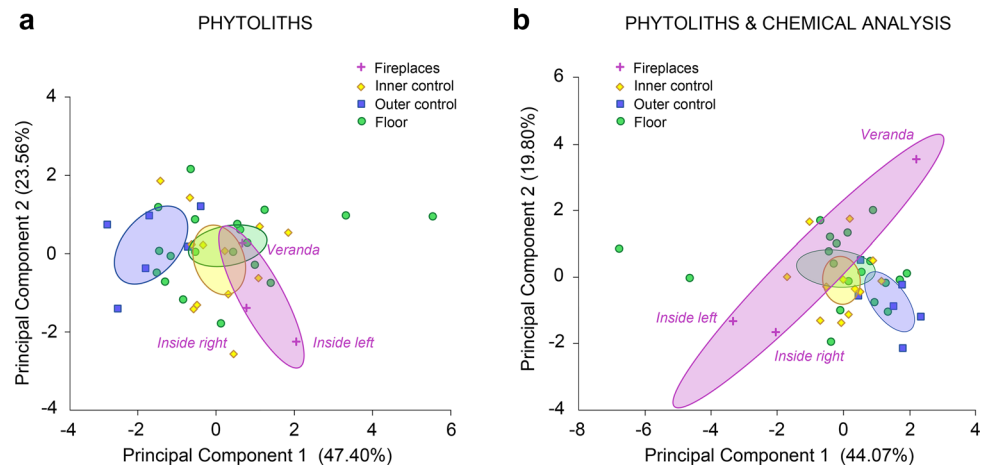 a
PHYTOLITHS
Fireplaces
Inner control
Outer control
Floor
4
2
0
-2
-4
Principal Component 2 (23.56%)
Veranda
Inside right
Inside left
-4
-2
0
2
4
6
Principal Component 1 (47.40%)
b
PHYTOLITHS & CHEMICAL ANALYSIS
Fireplaces
Inner control
Outer control
Floor
6
4
2
0
-2
-4
Principal Component 2 (19.80%)
Veranda
Inside left
Inside right
-8
-6
-4
-2
0
2
4
Principal Component 1 (44.07%)